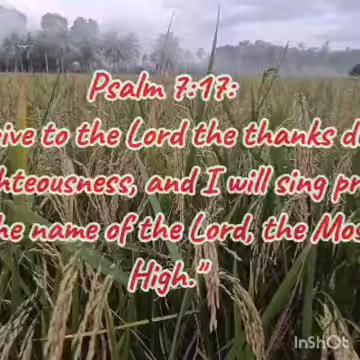 Psalm 7:17:
to the Lord the thanks
and I will sing
name of the Lord, the
High."
InShOt